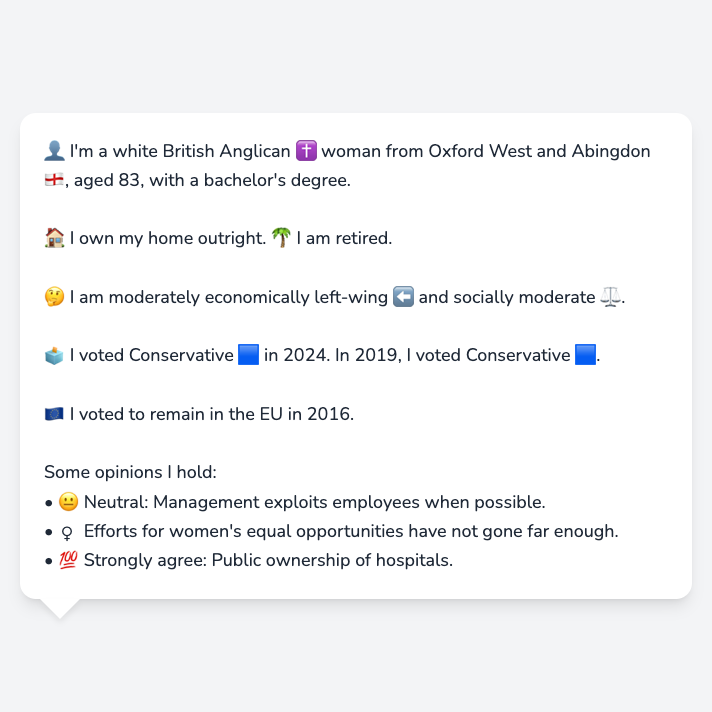 👤 I'm a white British Anglican ✝️ woman from Oxford West and Abingdon
🏴󠁧󠁢󠁥󠁮󠁧󠁿, aged 83, with a bachelor's degree.
🏠 I own my home outright. 🌴 I am retired.
🤔 I am moderately economically left-wing ⬅️ and socially moderate ⚖️.
🗳️ I voted Conservative 🟦 in 2024. In 2019, I voted Conservative 🟦.
🇪🇺 I voted to remain in the EU in 2016.
Some opinions I hold:
• 😐 Neutral: Management exploits employees when possible.
• ♀ Efforts for women's equal opportunities have not gone far enough.
• 💯 Strongly agree: Public ownership of hospitals.